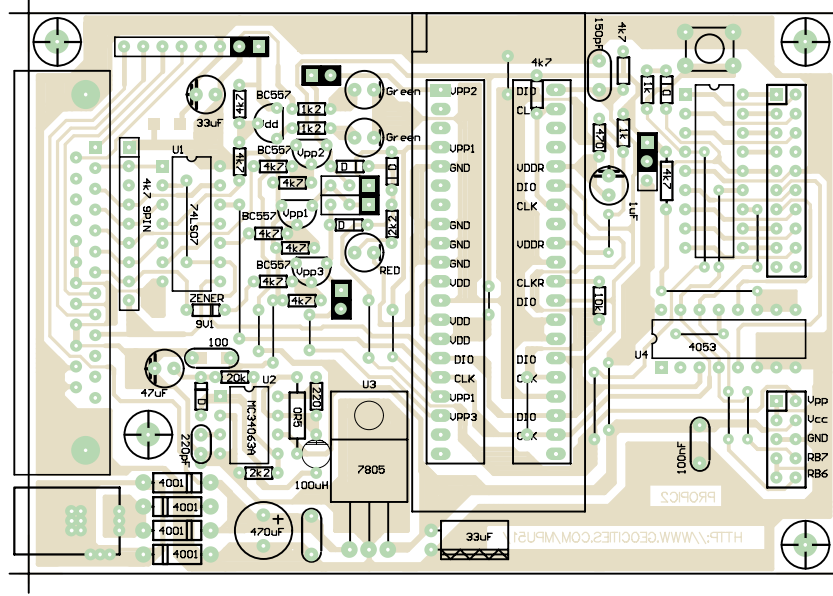 150pF
4k7
4k7
BC557
Green
VPP2
DIO
1k
D
2k4
1k2
CLK
33uF
Vdd
1k2
Green
470
1k
U1
BC557
Vpp2
VPP1
4k7
4k7
D
GND
VDDR
4k7
4k7
D
DIO
4k7 9PIN
74LS07
1uF
CLK
BC557
Vpp1
4k7
D
2k2
GND
4k7
GND
VDDR
BC557
Vpp3
RED
GND
4k7
VDD
CLKR
ZENER
4k7
DIO
10k
9V1
VDD
100
VDD
4053
U4
DIO
DIO
47uF
20k
U2
U3
CLK
CLK
D
MC34063A
0R5
220
VPP1
Vpp
VPP3
DIO
Vcc
220pF
CLK
GND
100nF
2k2
7805
RB7
4001
100uH
RB6
4001
PROPIC2
4001
470uF
33uF
HTTP://WWW.GEOCITIES.COM/MPU51/
4001